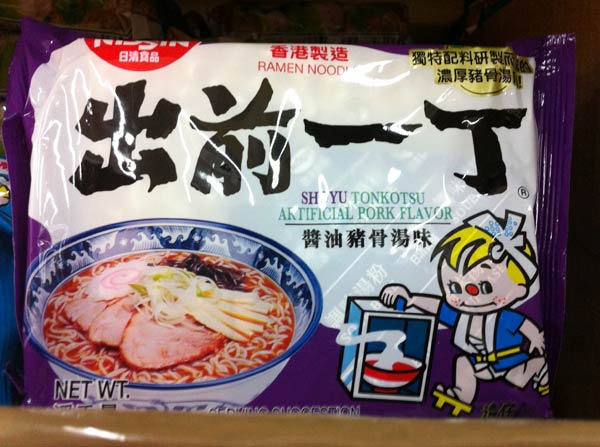 NISSIN
日清食品
香港製造
RAMEN NOODL
獨特配料研製
濃厚豬骨湯
出前一丁
®
SHOYU TONKOTSU
ARTIFICIAL PORK FLAVOR
醬油豬骨湯味
NET WT.
SERVING SUGGESTION